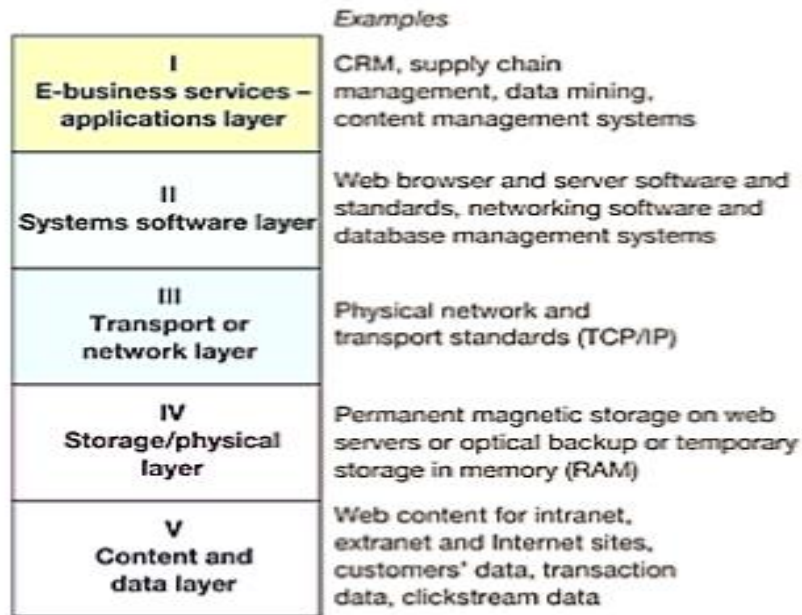 Examples
I
E-business services –
applications layer
CRM, supply chain
management, data mining,
content management systems
II
Systems software layer
Web browser and server software and
standards, networking software and
database management systems
III
Transport or
network layer
Physical network and
transport standards (TCP/IP)
IV
Storage/physical
layer
Permanent magnetic storage on web
servers or optical backup or temporary
storage in memory (RAM)
V
Content and
data layer
Web content for intranet,
extranet and Internet sites,
customers' data, transaction
data, clickstream data